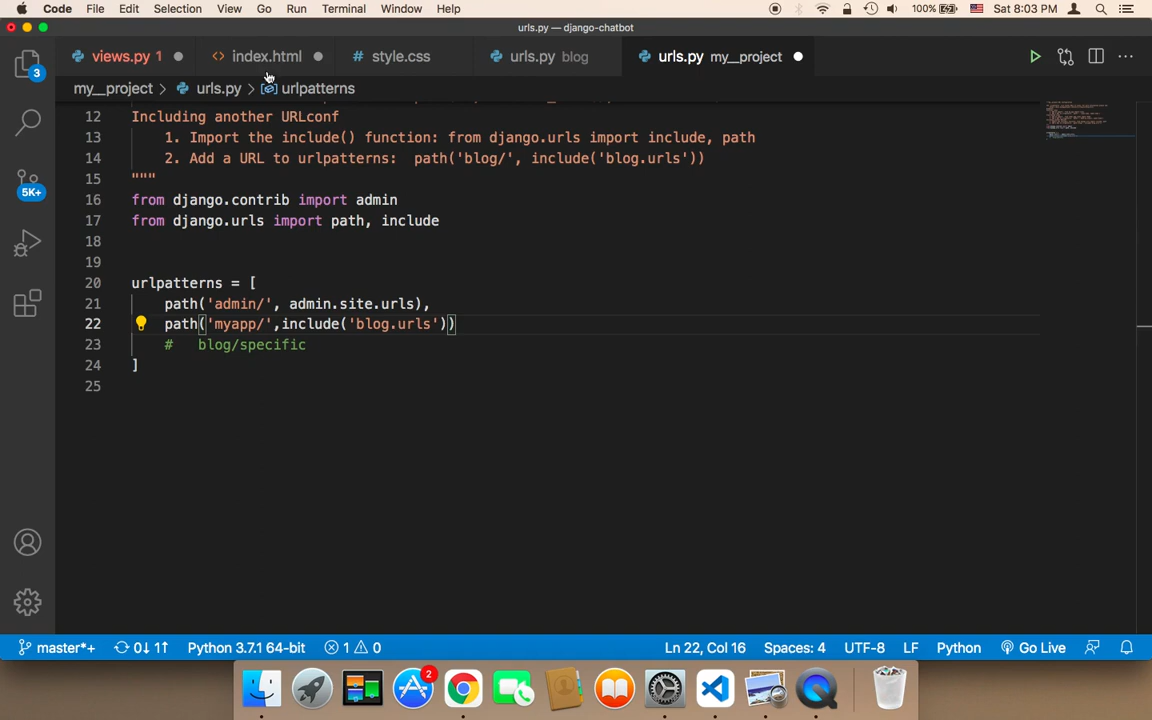 Code File Edit Selection View Go Run Terminal Window Help 100% Sat 8:03 PM
urls.py — django-chatbot
views.py 1 index.html # style.css urls.py blog urls.py my__project
my__project > urls.py > urlpatterns
3
5K+
12 Including another URLconf
13 1. Import the include() function: from django.urls import include, path
14 2. Add a URL to urlpatterns: path('blog/', include('blog.urls'))
15 """
16 from django.contrib import admin
17 from django.urls import path, include
18
19
20 urlpatterns = [
21 path('admin/', admin.site.urls),
22 path('myapp/',include('blog.urls'))
23 # blog/specific
24 ]
25
master*+ 0↓ 1↑ Python 3.7.1 64-bit 1 0 Ln 22, Col 16 Spaces: 4 UTF-8 LF Python Go Live
2